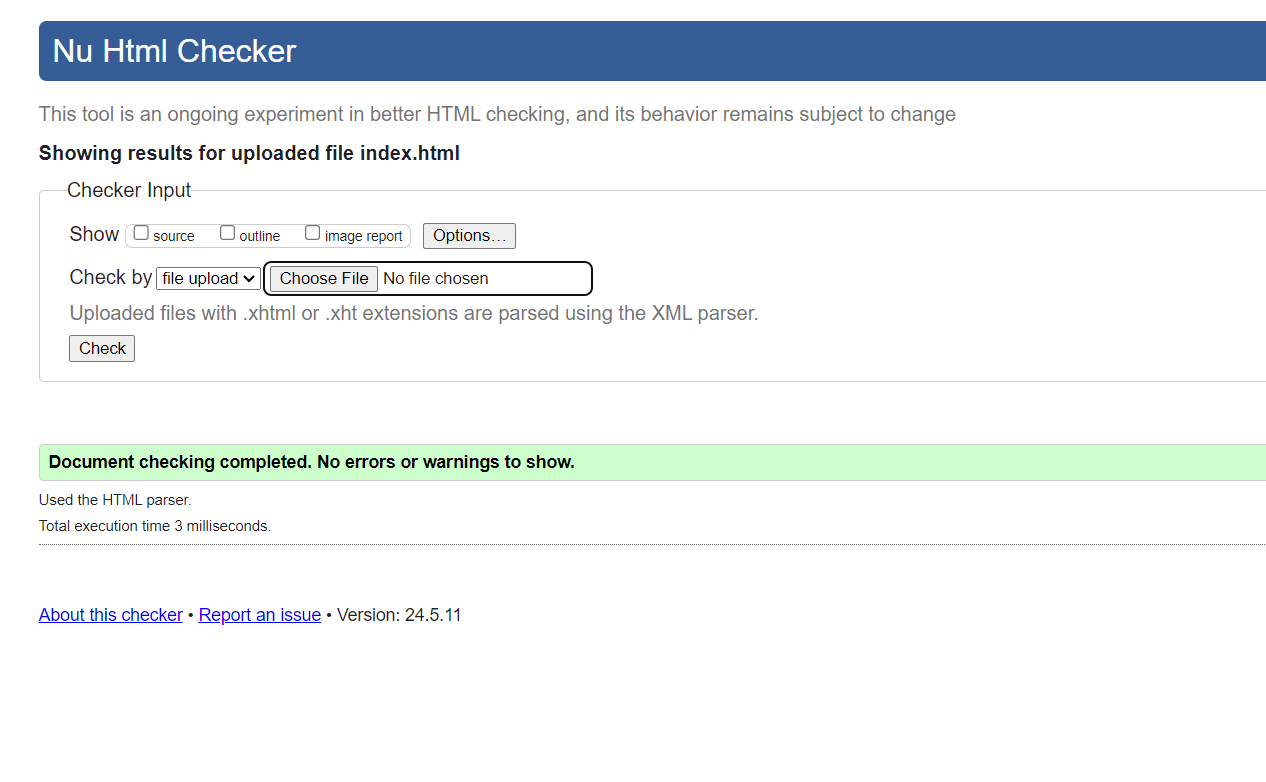 Nu Html Checker
This tool is an ongoing experiment in better HTML checking, and its behavior remains subject to change
Showing results for uploaded file index.html
Checker Input
Show source outline image report Options…
Check by file upload Choose File No file chosen
Uploaded files with .xhtml or .xht extensions are parsed using the XML parser.
Check
Document checking completed. No errors or warnings to show.
Used the HTML parser.
Total execution time 3 milliseconds.
About this checker • Report an issue • Version: 24.5.11